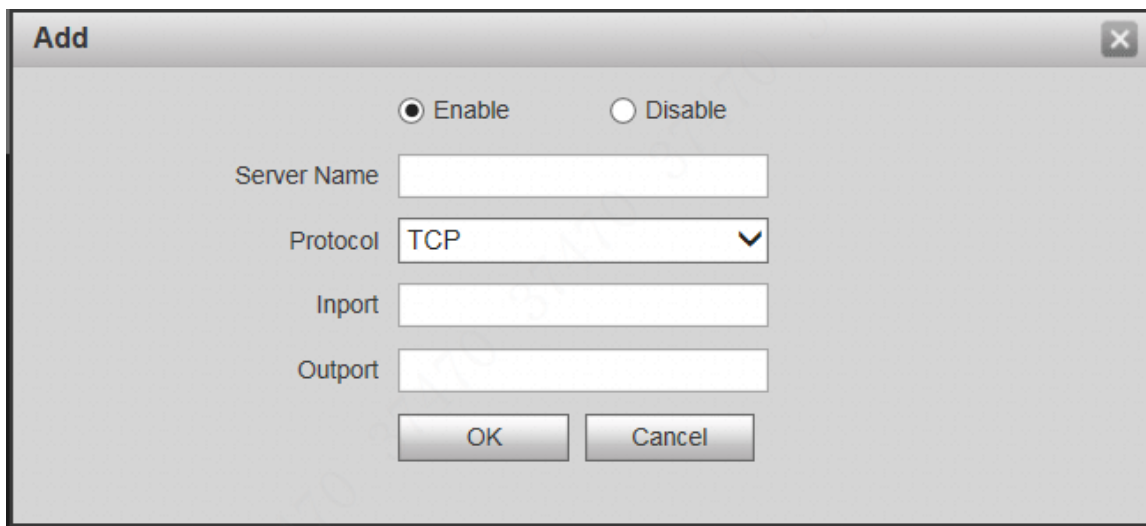 Add
Enable Disable
Server Name
Protocol TCP
Inport
Outport
OK Cancel